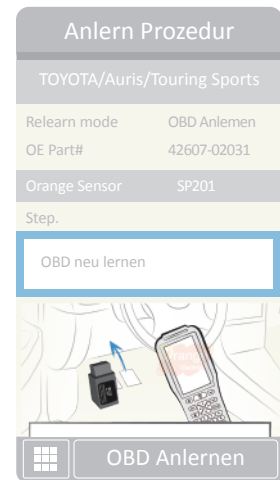 Anlern Prozedur
TOYOTA/Auris/Touring Sports
Relearn mode OBD Anlemen
OE Part# 42607-02031
Orange Sensor SP201
Step.
OBD neu lernen
OBD Anlernen